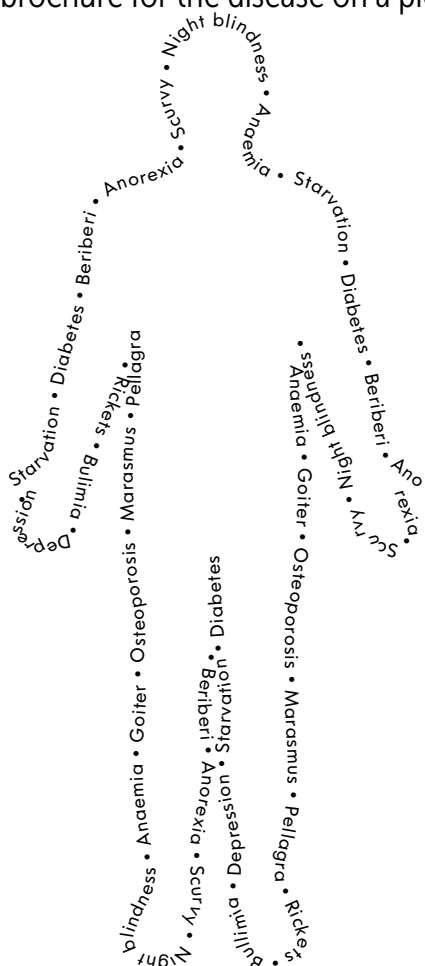 brochure for the disease on a
Starvation • Diabetes • Beriberi • Anorexia • Scurvy • Night blindness • Anaemia • Starvation • Diabetes • Beriberi • Anorexia • Scurvy • Night blindness •
Anaemia • Goiter • Osteoporosis • Marasmus • Pellagra • Rickets • Bullimia • Depression • Starvation • Diabetes
• Beriberi • Anorexia • Scurvy • Night blindness • Anaemia • Goiter • Osteoporosis • Marasmus • Pellagra
• Rickets • Bulimia • Depression •